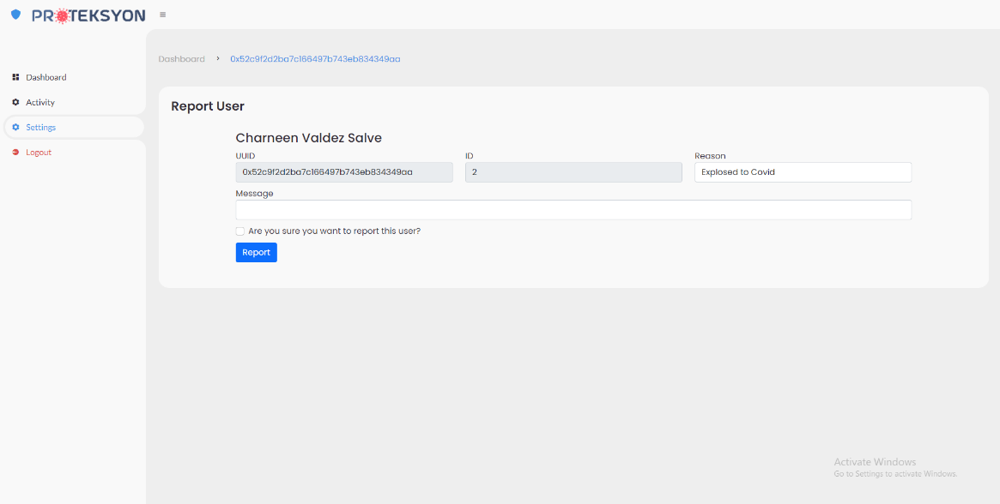 PROTEKSYON
Dashboard > 0x52c9f2d2ba7c166497b743eb834349aa
Dashboard
Activity
Settings
Logout
Report User
Charneen Valdez Salve
UUID ID Reason
0x52c9f2d2ba7c166497b743eb834349aa 2 Explosed to Covid
Message
Are you sure you want to report this user?
Report
Activate Windows
Go to Settings to activate Windows.